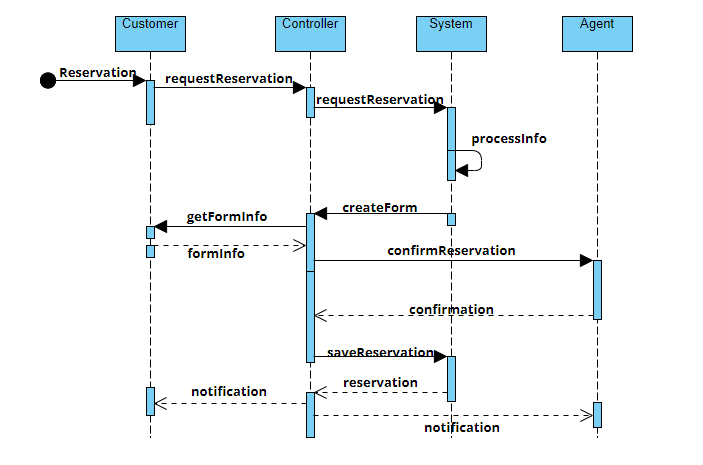 Customer
Controller
System
Agent
Reservation
requestReservation
requestReservation
processInfo
createForm
getFormInfo
formInfo
confirmReservation
confirmation
saveReservation
reservation
notification
notification